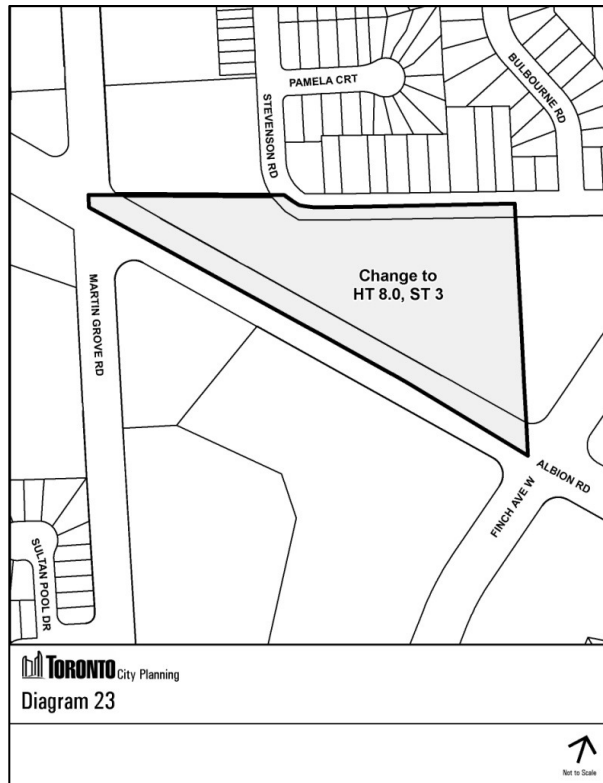 PAMELA CRT
BULBOURNE RD
STEVENSON RD
Change to
HT 8.0, ST 3
MARTIN GROVE RD
ALBION RD
FINCH AVE W
SULTAN POOL DR
TORONTO City Planning
Diagram 23
Not to Scale